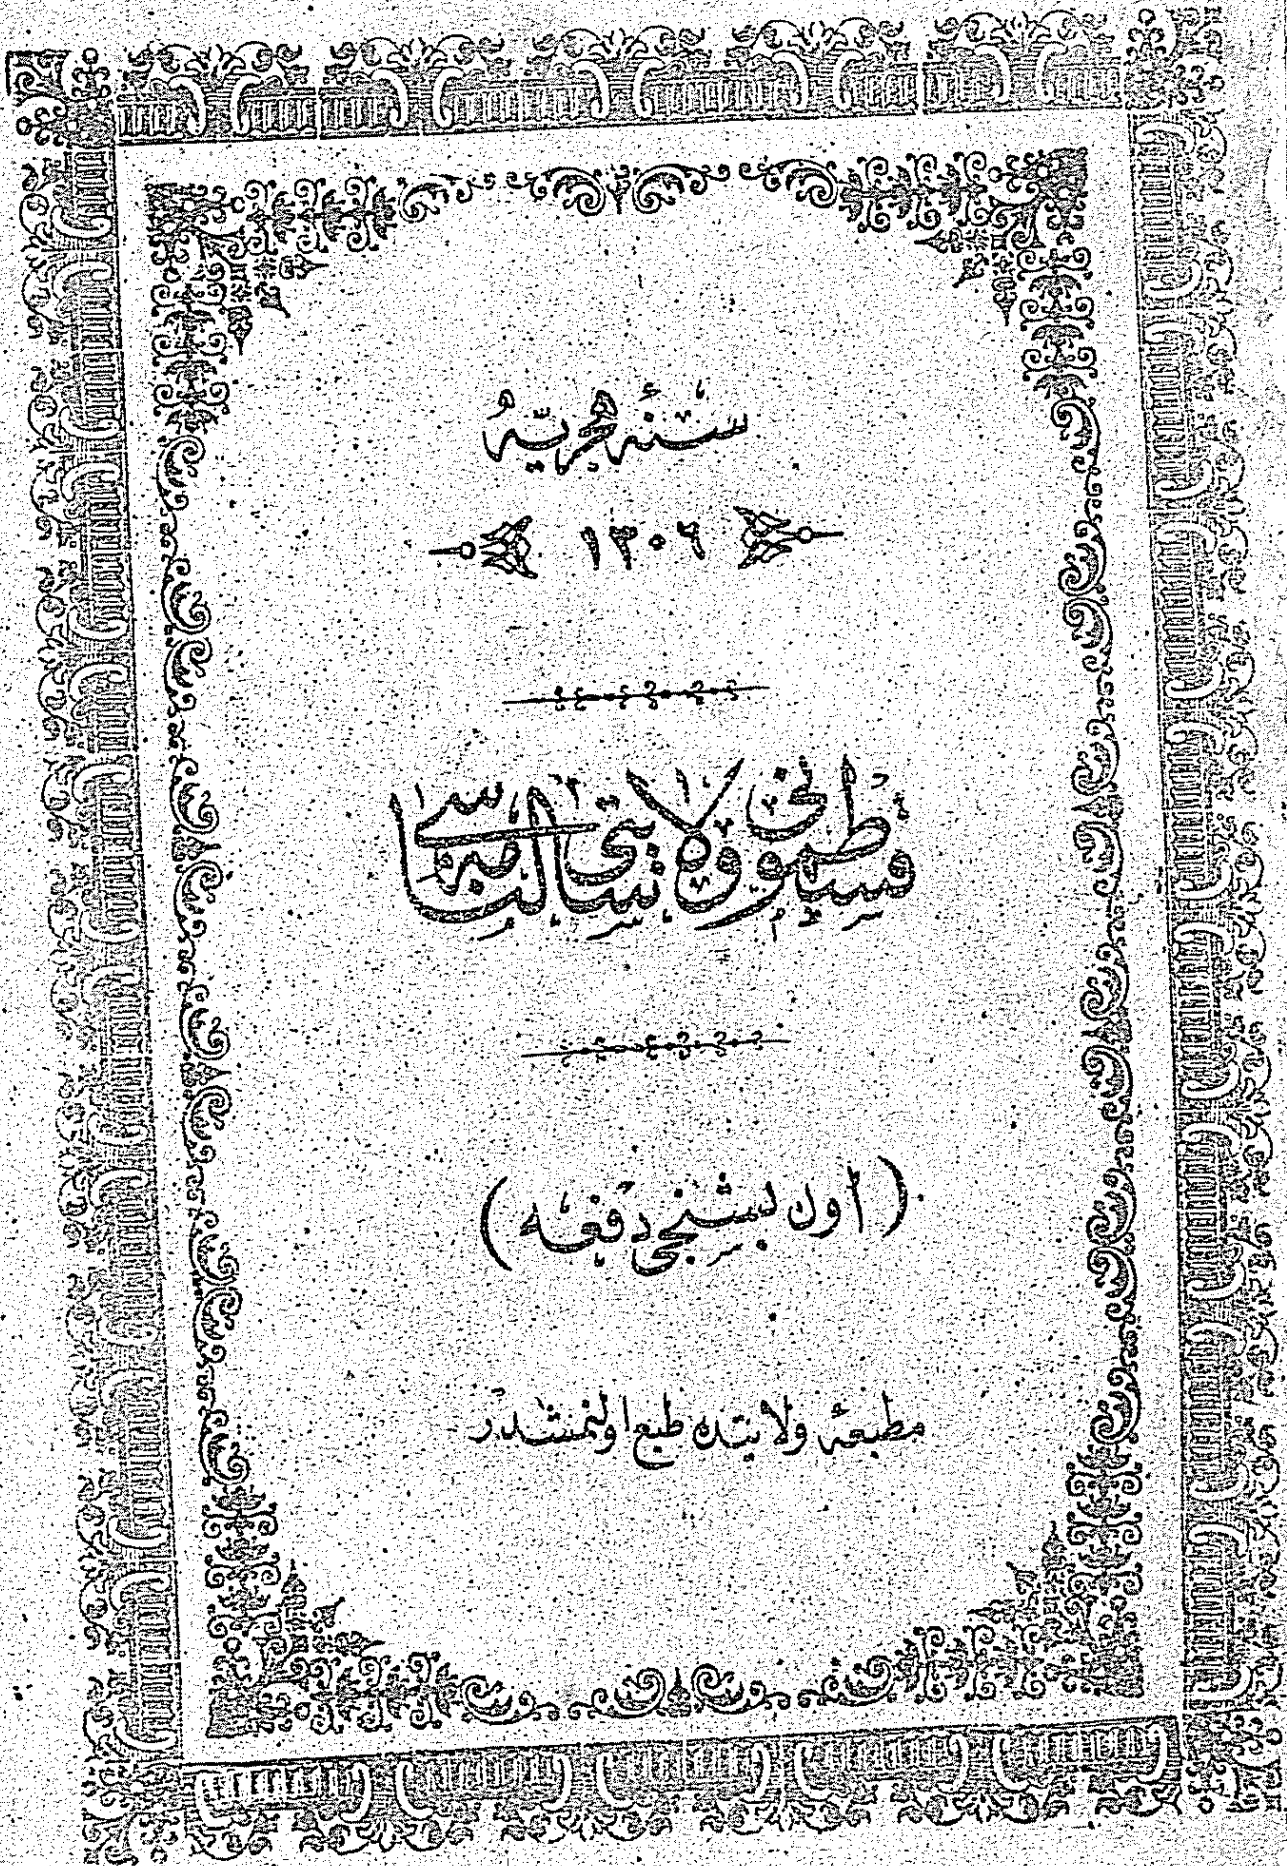 سنۀ هجریه
١٣٠٦
قسطمونی ولایتی سالنامه سی
( اون بشنجی دفعه )
مطبعۀ ولایتده طبع اولنمشدر